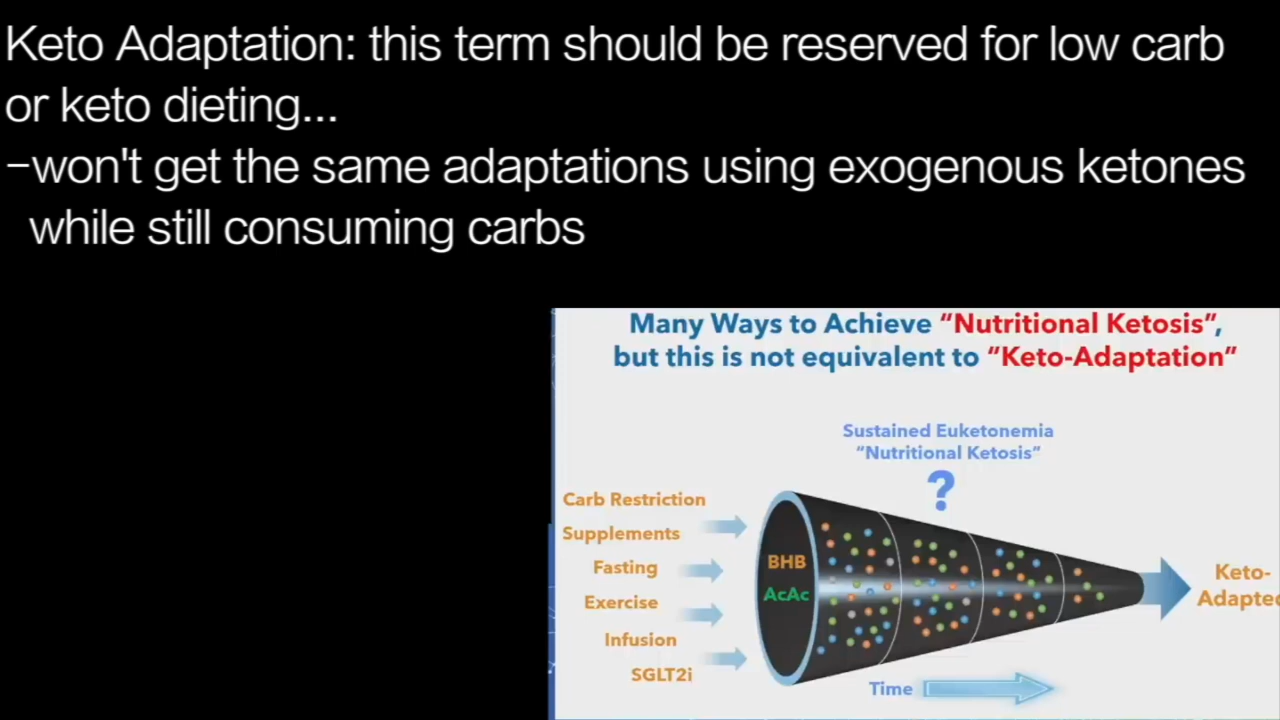 Keto Adaptation: this term should be reserved for low carb
or keto dieting...
-won't get the same adaptations using exogenous ketones
while still consuming carbs
Many Ways to Achieve “Nutritional Ketosis”,
but this is not equivalent to “Keto-Adaptation”
Sustained Euketonemia
“Nutritional Ketosis”
?
Carb Restriction
Supplements
Fasting
Exercise
Infusion
SGLT2i
BHB
AcAc
Keto-
Adapted
Time